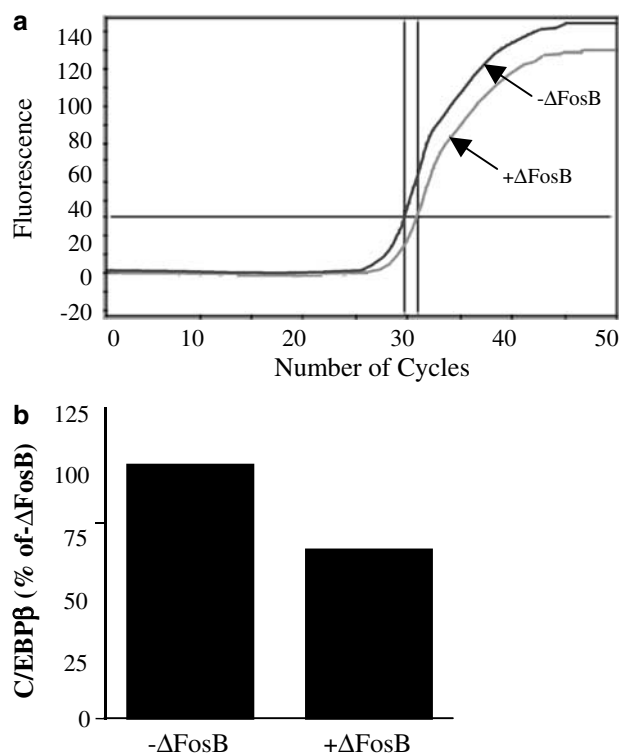 a
140
120
100
80
60
40
20
0
-20
Fluorescence
-ΔFosB
+ΔFosB
0 10 20 30 40 50
Number of Cycles
b
125
100
75
50
25
0
C/EBPβ (% of-ΔFosB)
-ΔFosB +ΔFosB